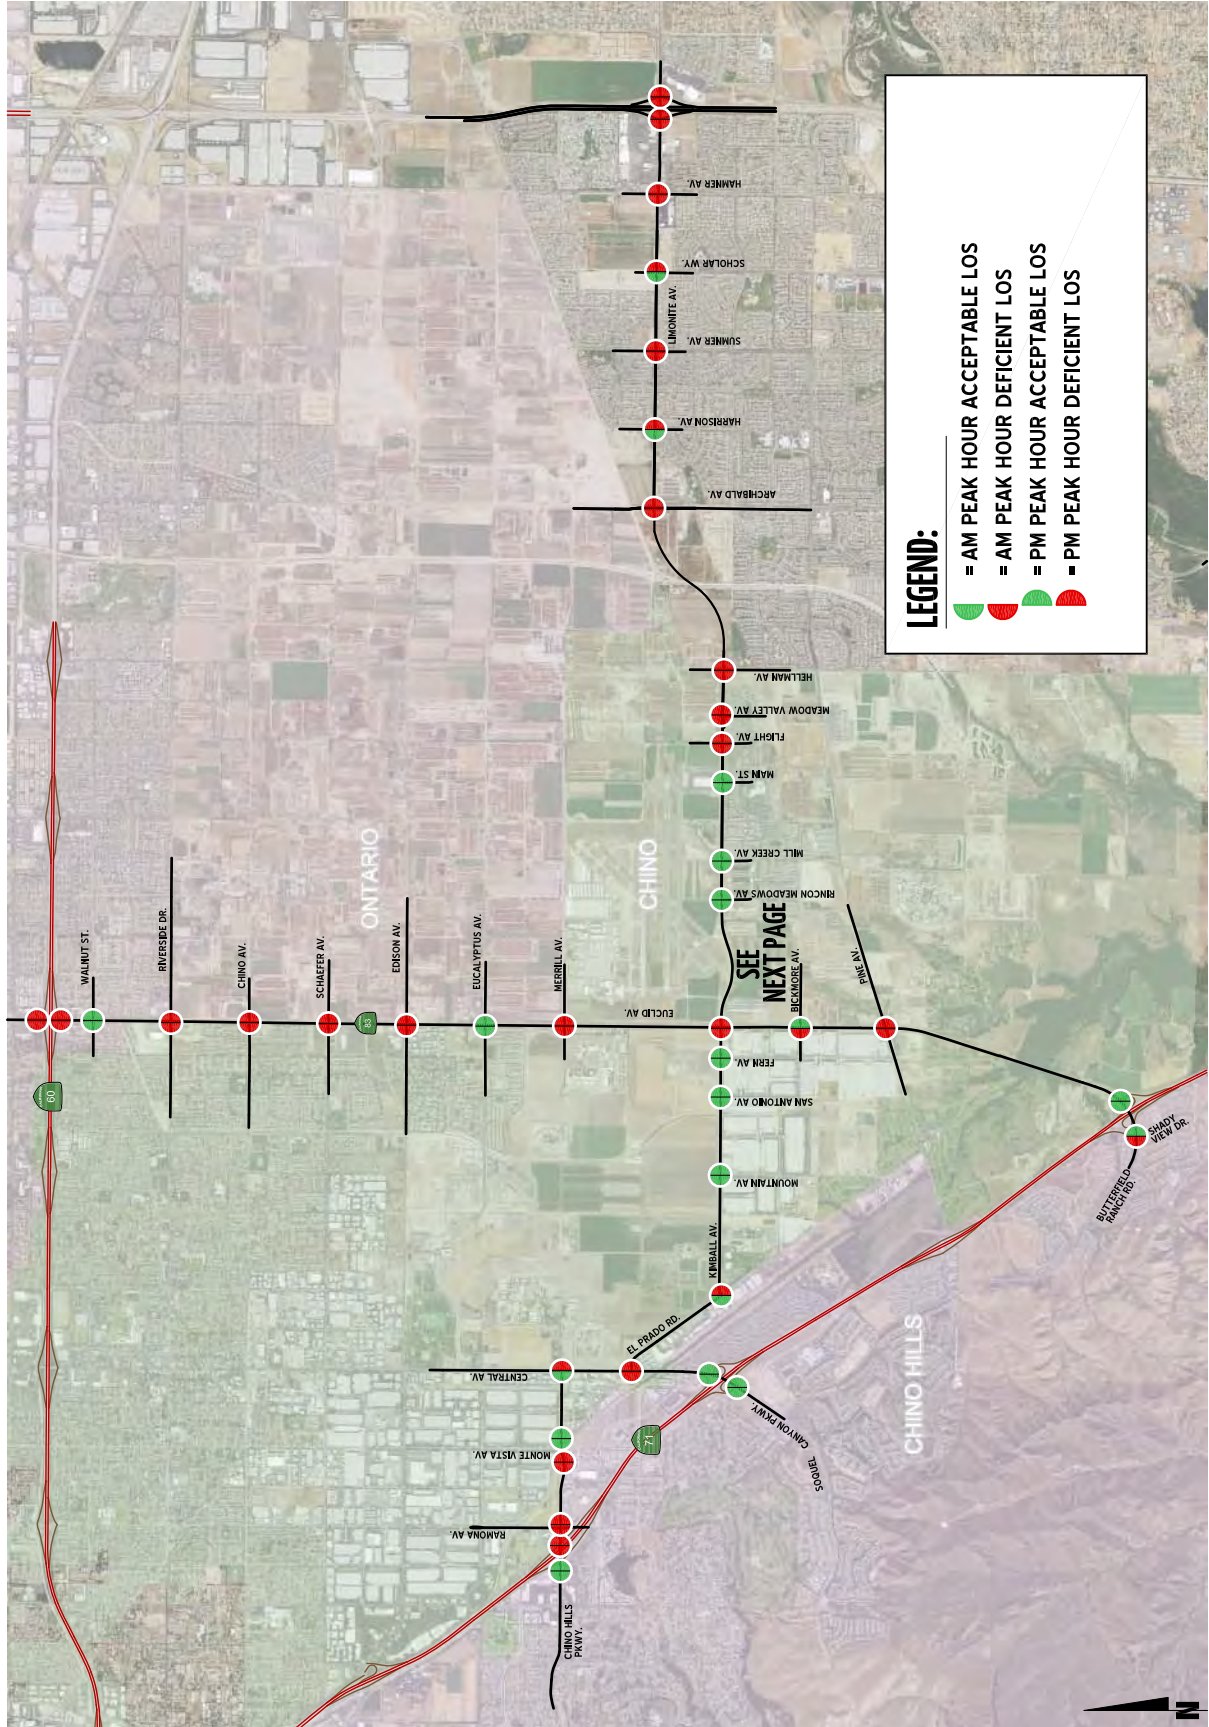 WALNUT ST.
RIVERSIDE DR.
CHINO AV.
SCHAEFER AV.
EDISON AV.
EUCALYPTUS AV.
MERRILL AV.
EUCLID AV.
BICKMORE AV.
PINE AV.
60
83
71
ONTARIO
CHINO
CHINO HILLS
SEE
NEXT PAGE
HAMNER AV.
SCHOLAR WY.
LIMONITE AV.
SUMNER AV.
HARRISON AV.
ARCHIBALD AV.
HELLMAN AV.
MEADOW VALLEY AV.
FLIGHT AV.
MAIN ST.
MILL CREEK AV.
RINCON MEADOWS AV.
FERN AV.
SAN ANTONIO AV.
MOUNTAIN AV.
KIMBALL AV.
EL PRADO RD.
CENTRAL AV.
MONTE VISTA AV.
RAMONA AV.
CHINO HILLS
PKWY.
SOQUEL CANYON PKWY.
BUTTERFIELD
RANCH RD.
SHADY
VIEW DR.
LEGEND:
= AM PEAK HOUR ACCEPTABLE LOS
= AM PEAK HOUR DEFICIENT LOS
= PM PEAK HOUR ACCEPTABLE LOS
= PM PEAK HOUR DEFICIENT LOS
N